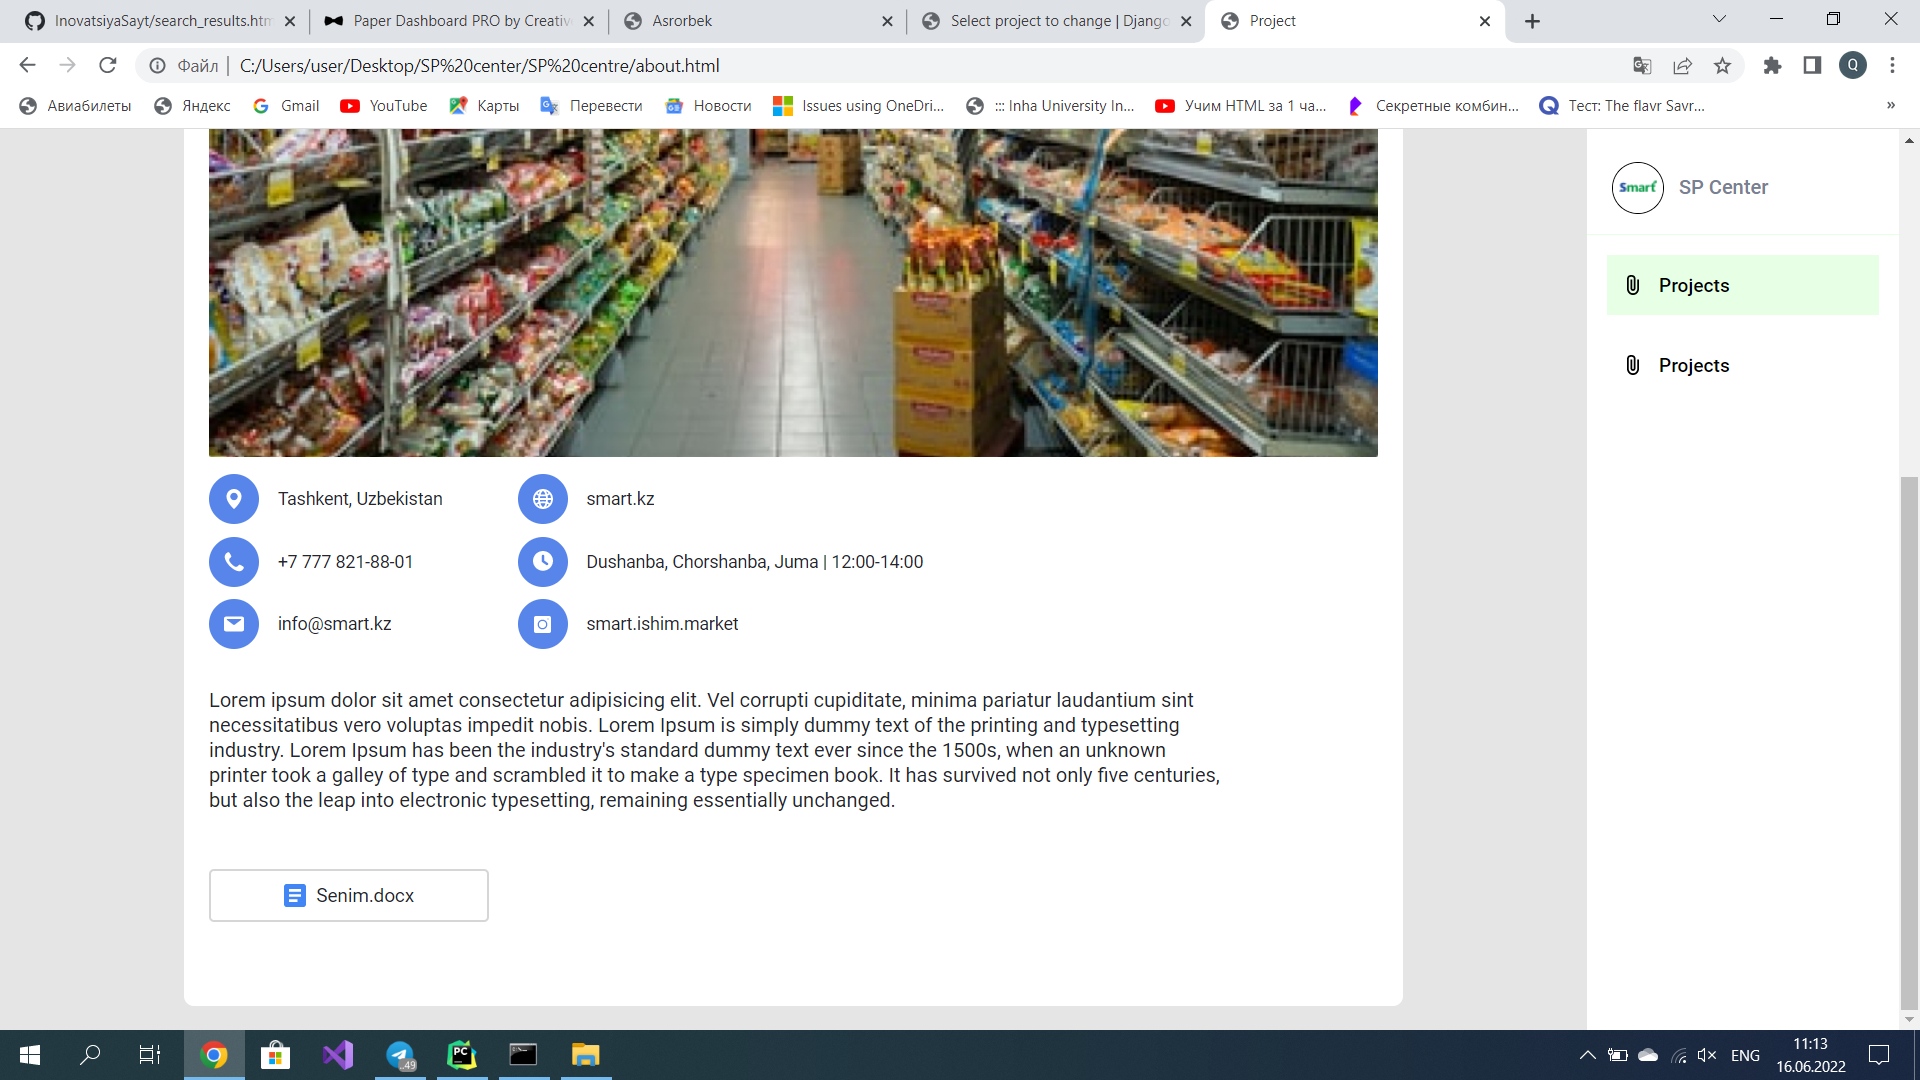 InovatsiyaSayt/search_results.htm
Paper Dashboard PRO by Creativ
Asrorbek
Select project to change | Django
Project
Файл
C:/Users/user/Desktop/SP%20center/SP%20centre/about.html
Q
Авиабилеты
Яндекс
Gmail
YouTube
Карты
Перевести
Новости
Issues using OneDri...
::: Inha University In...
Учим HTML за 1 ча...
Секретные комбин...
Тест: The flavr Savr...
»
Smart
SP Center
Projects
Projects
Tashkent, Uzbekistan
smart.kz
+7 777 821-88-01
Dushanba, Chorshanba, Juma | 12:00-14:00
info@smart.kz
smart.ishim.market
Lorem ipsum dolor sit amet consectetur adipisicing elit. Vel corrupti cupiditate, minima pariatur laudantium sint
necessitatibus vero voluptas impedit nobis. Lorem Ipsum is simply dummy text of the printing and typesetting
industry. Lorem Ipsum has been the industry's standard dummy text ever since the 1500s, when an unknown
printer took a galley of type and scrambled it to make a type specimen book. It has survived not only five centuries,
but also the leap into electronic typesetting, remaining essentially unchanged.
Senim.docx
.49
PC
ENG
11:13
16.06.2022